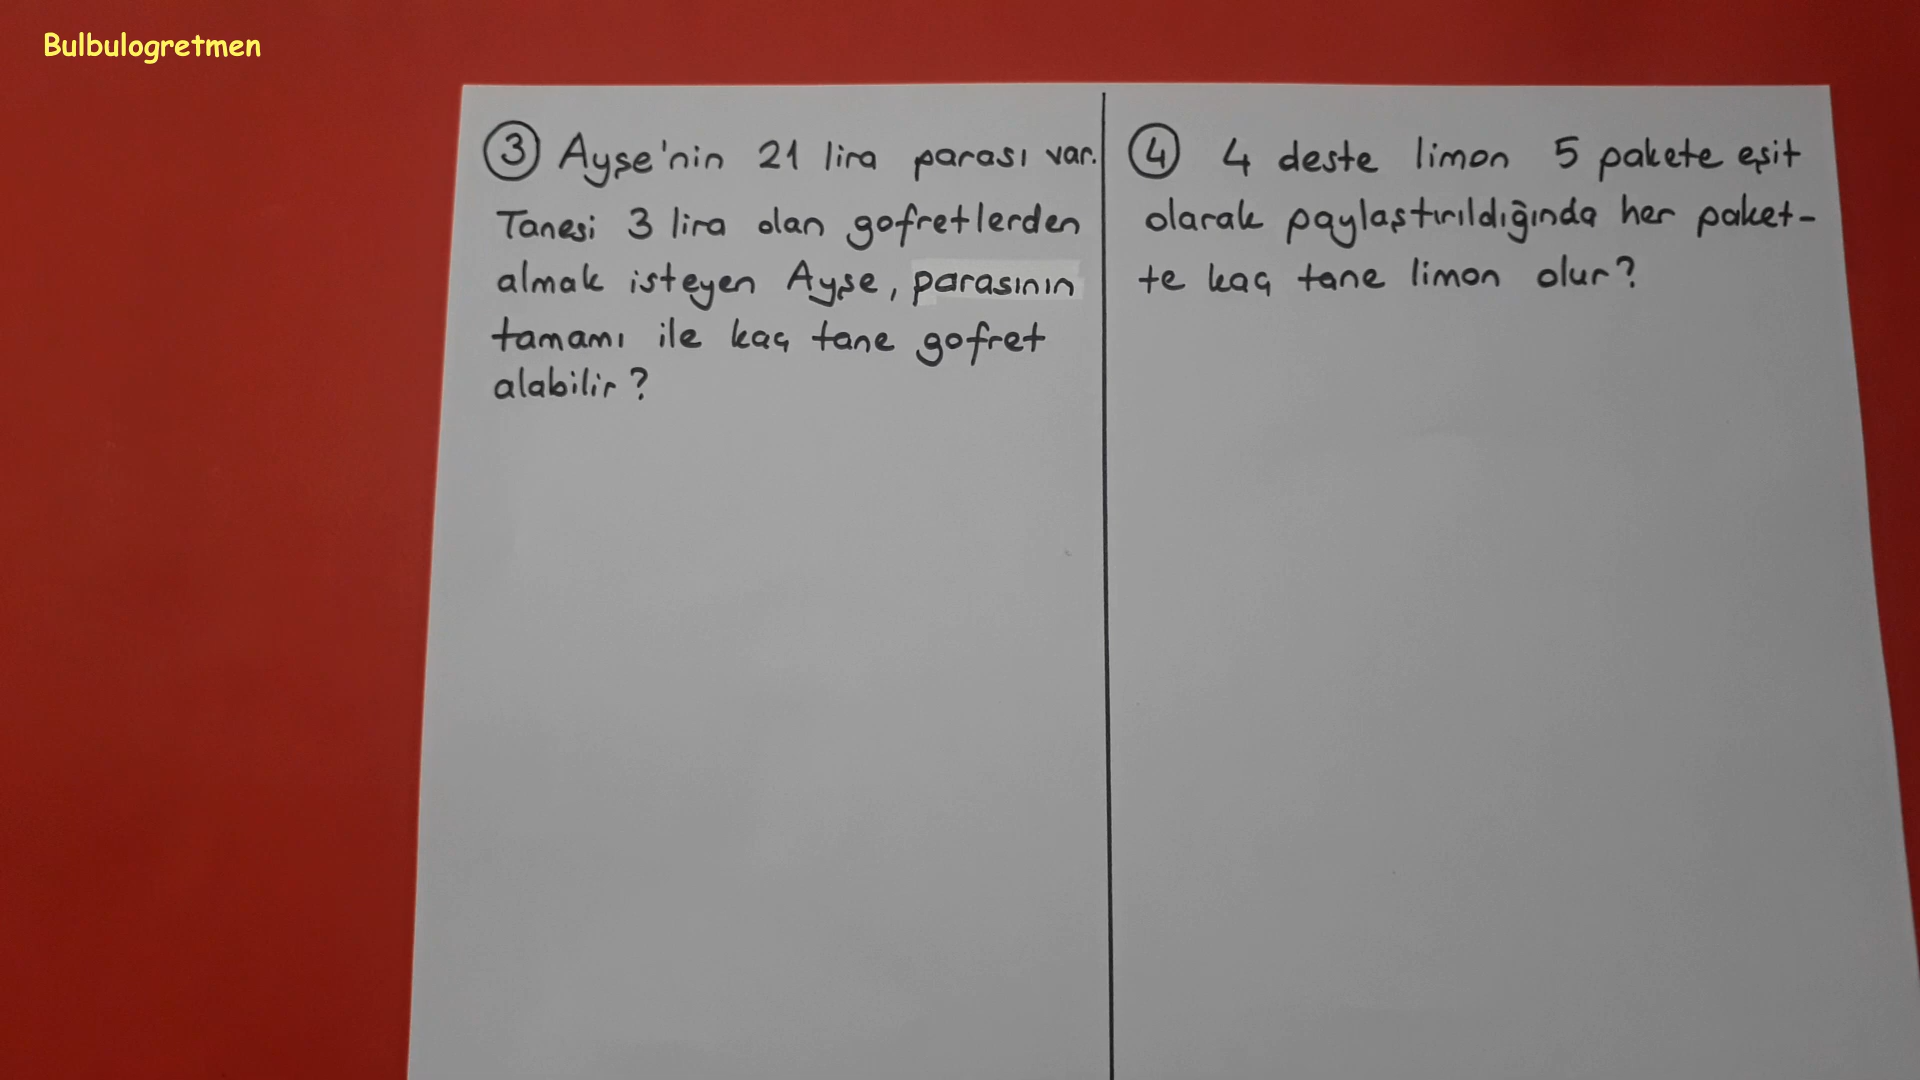 Bulbulogretmen
3 Ayşe'nin 21 lira parası var.
Tanesi 3 lira olan gofretlerden
almak isteyen Ayşe, parasının
tamamı ile kaç tane gofret
alabilir?
4 4 deste limon 5 pakete eşit
olarak paylaştırıldığında her paket-
te kaç tane limon olur?